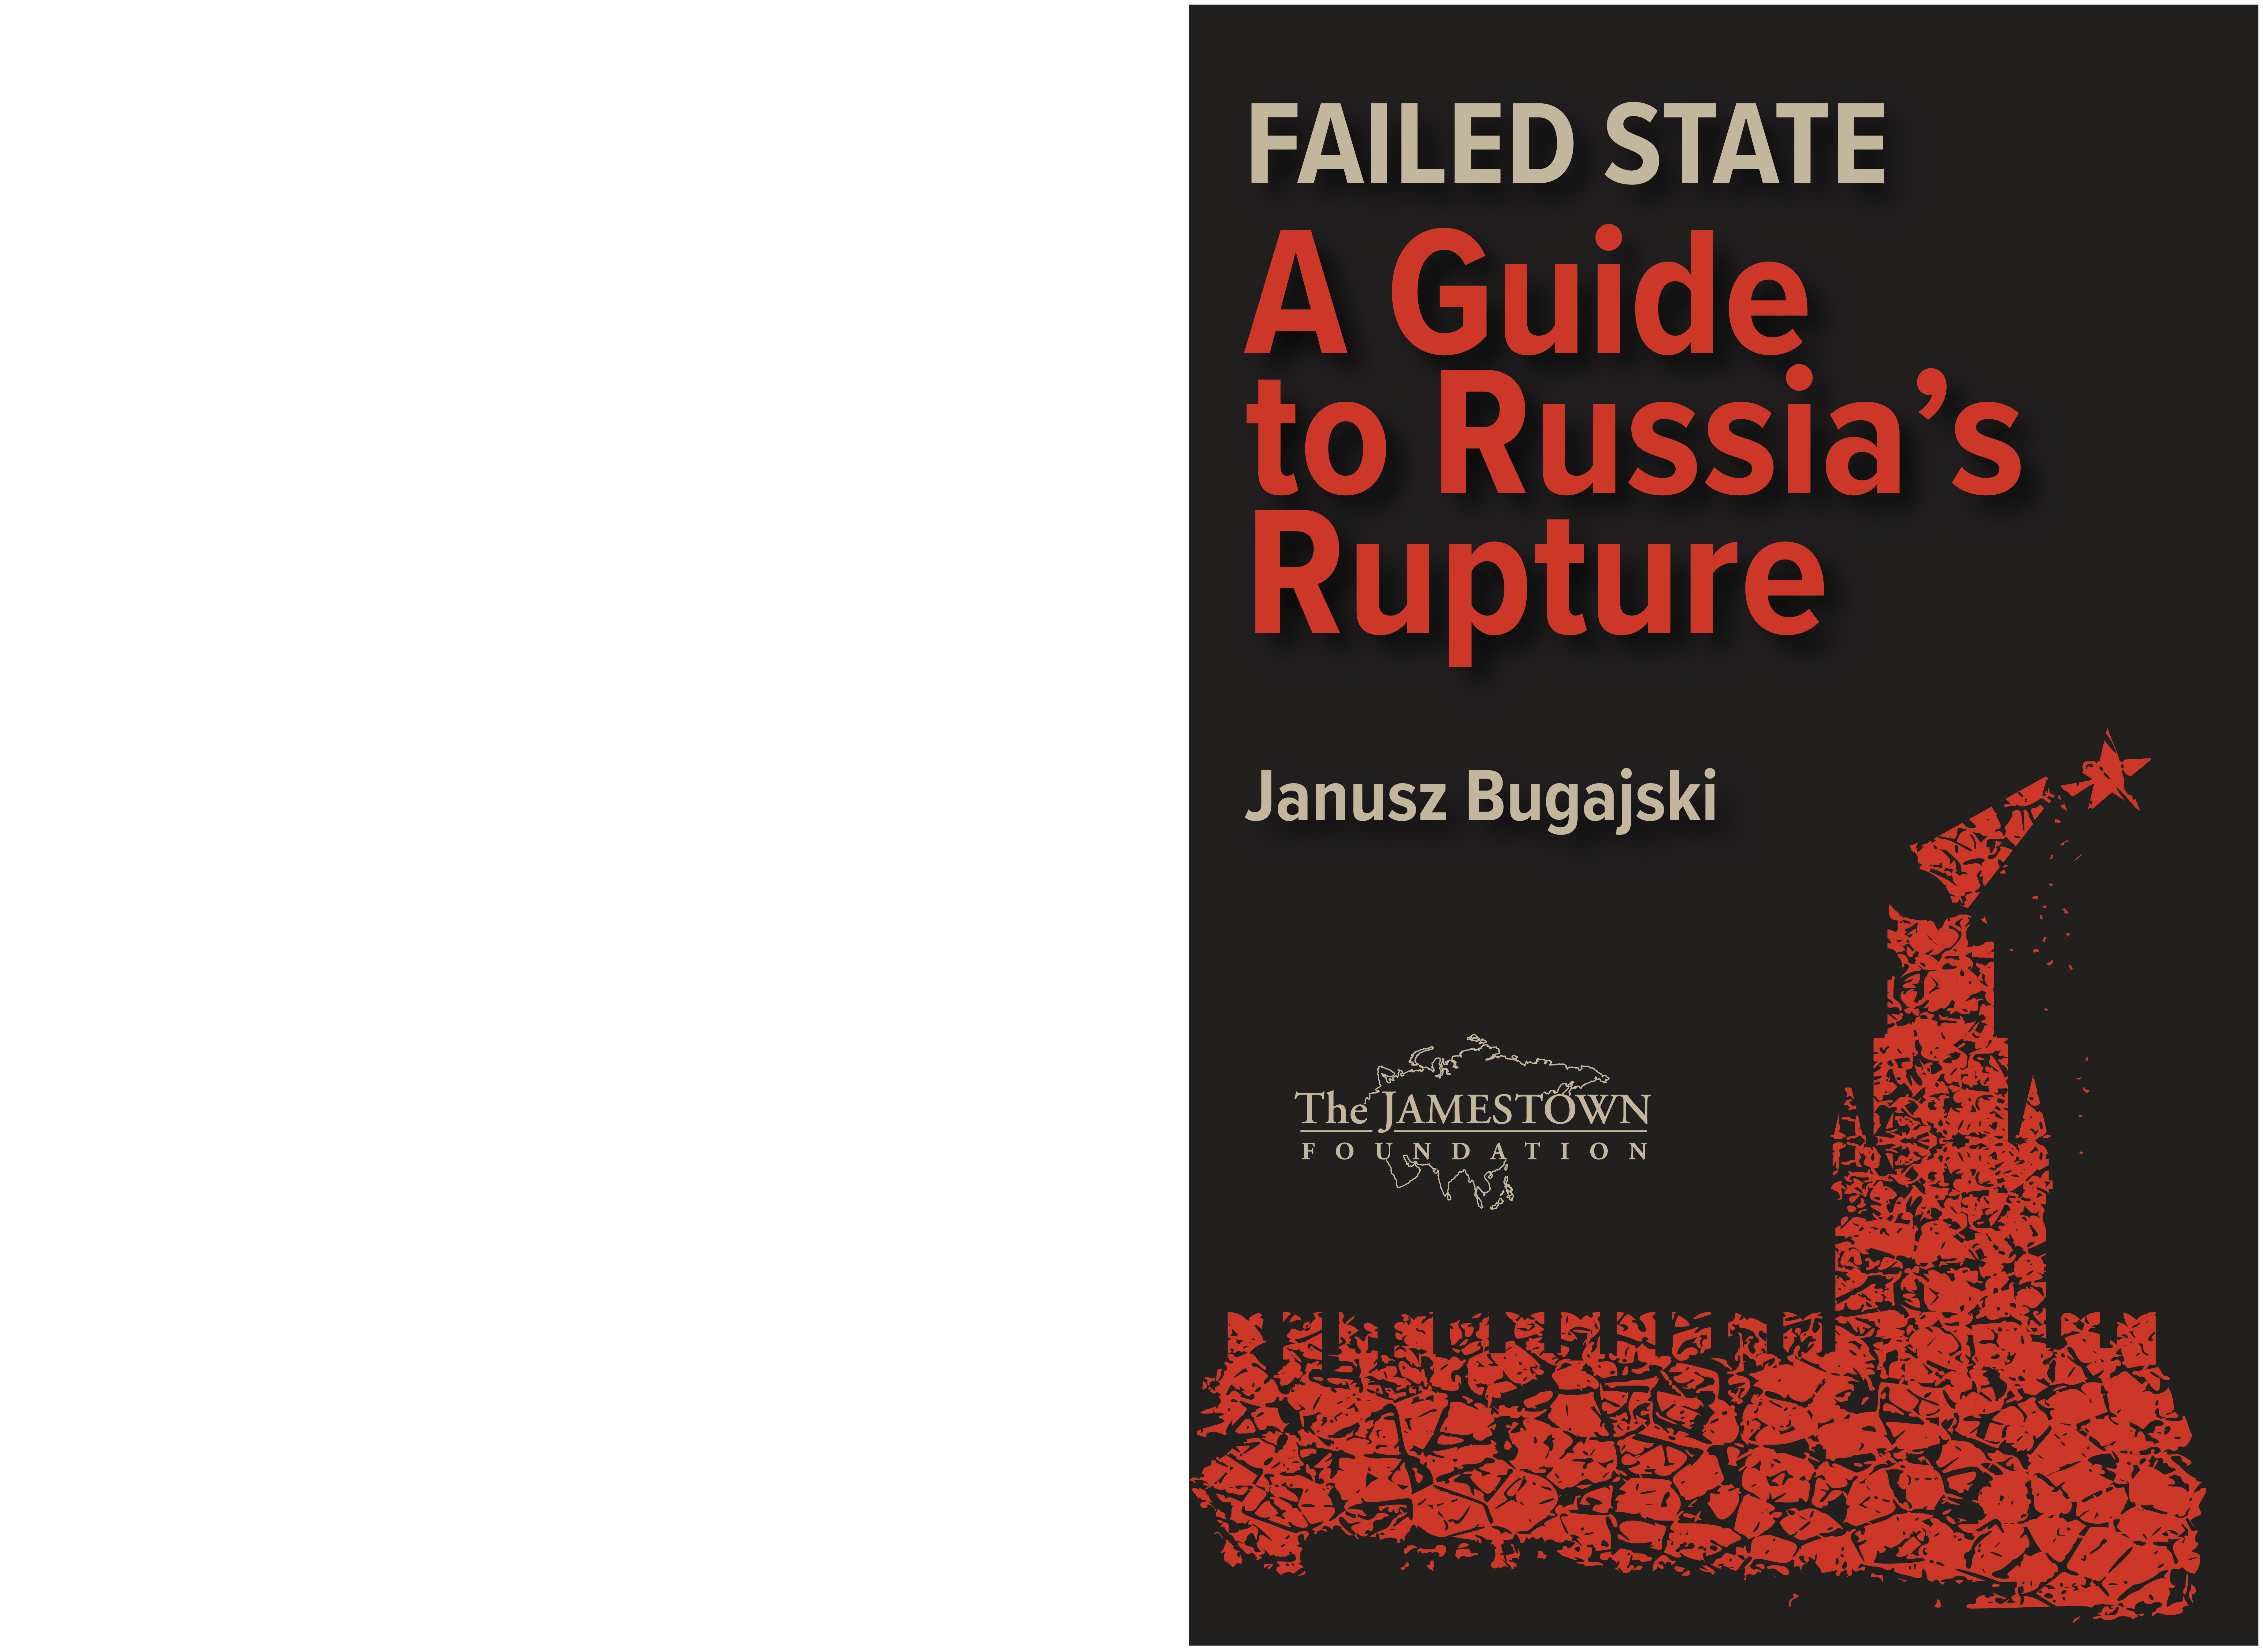 FAILED STATE
A Guide
to Russia’s
Rupture
Janusz Bugajski
The JAMESTOWN
FOUNDATION